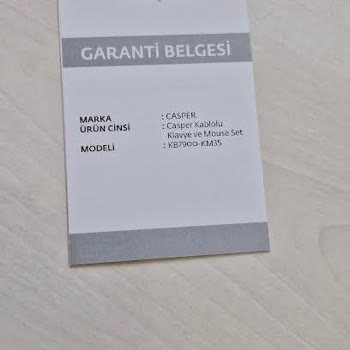 GARANTİ BELGESİ
MARKA : CASPER
ÜRÜN CİNSİ : Casper Kablolu
Klavye ve Mouse Set
MODELİ : KB7900-KM35